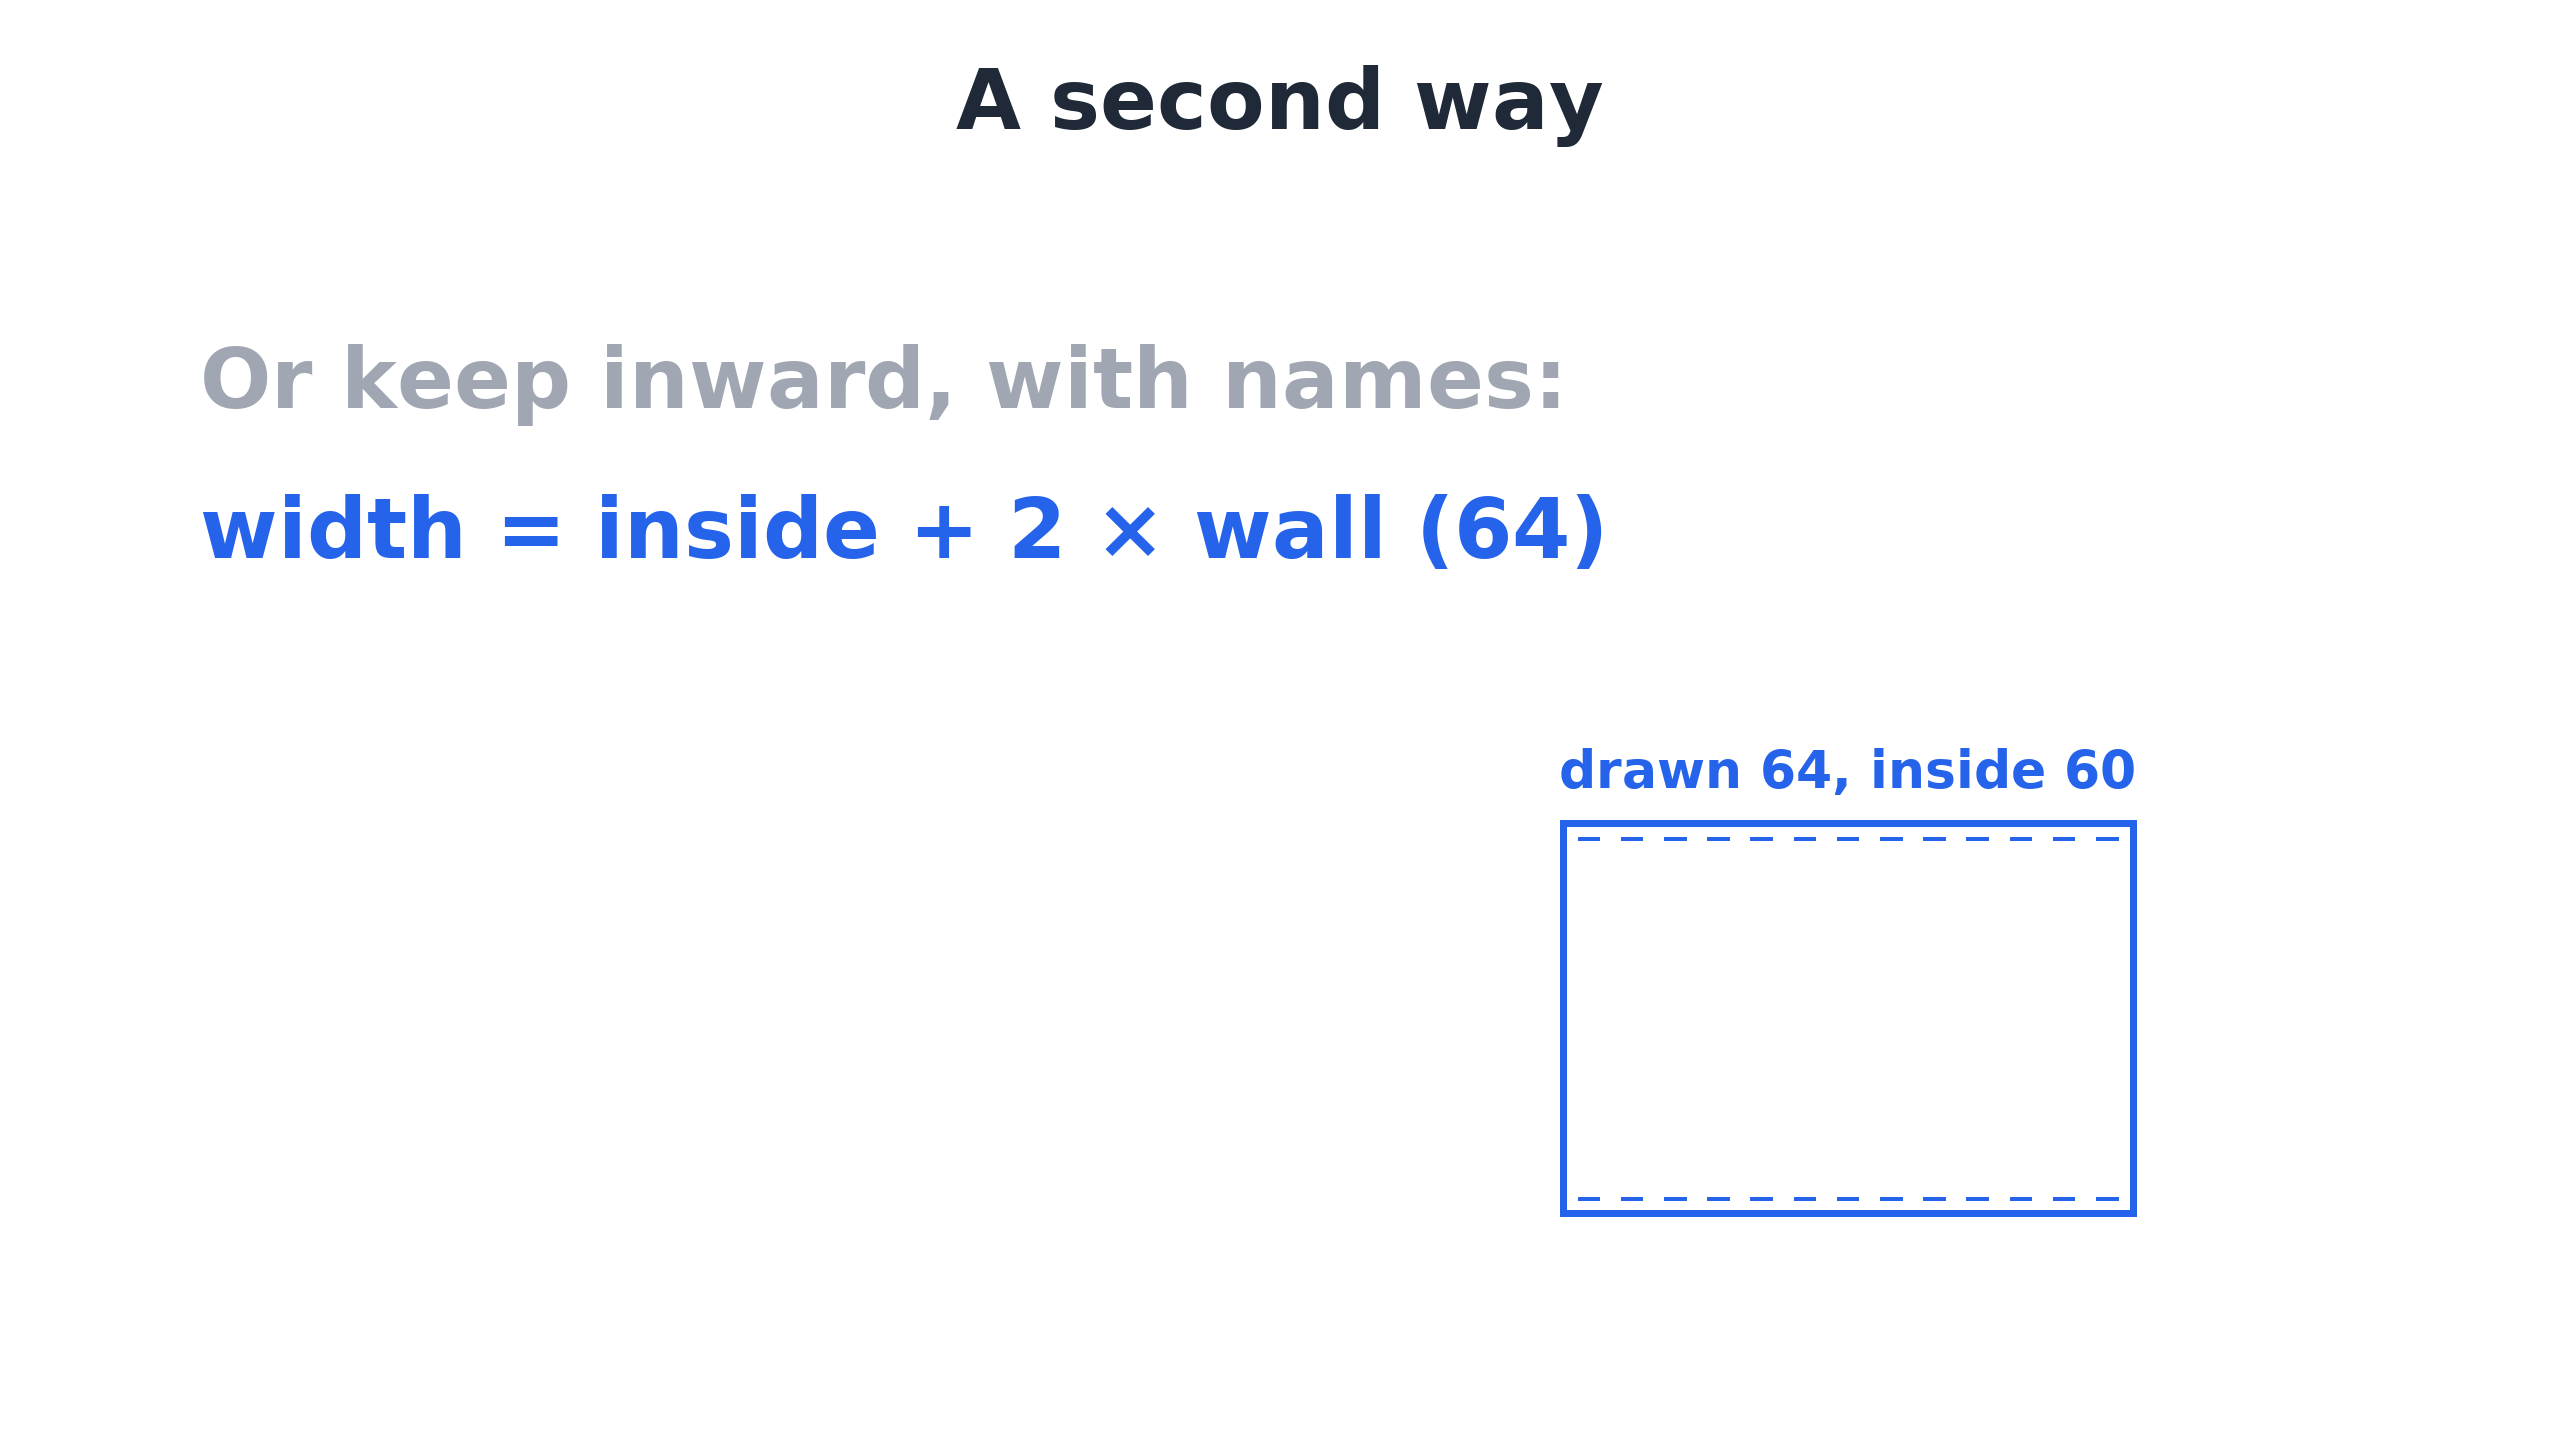 A second way
Or keep inward, with names:
width = inside + 2 × wall (64)
drawn 64, inside 60